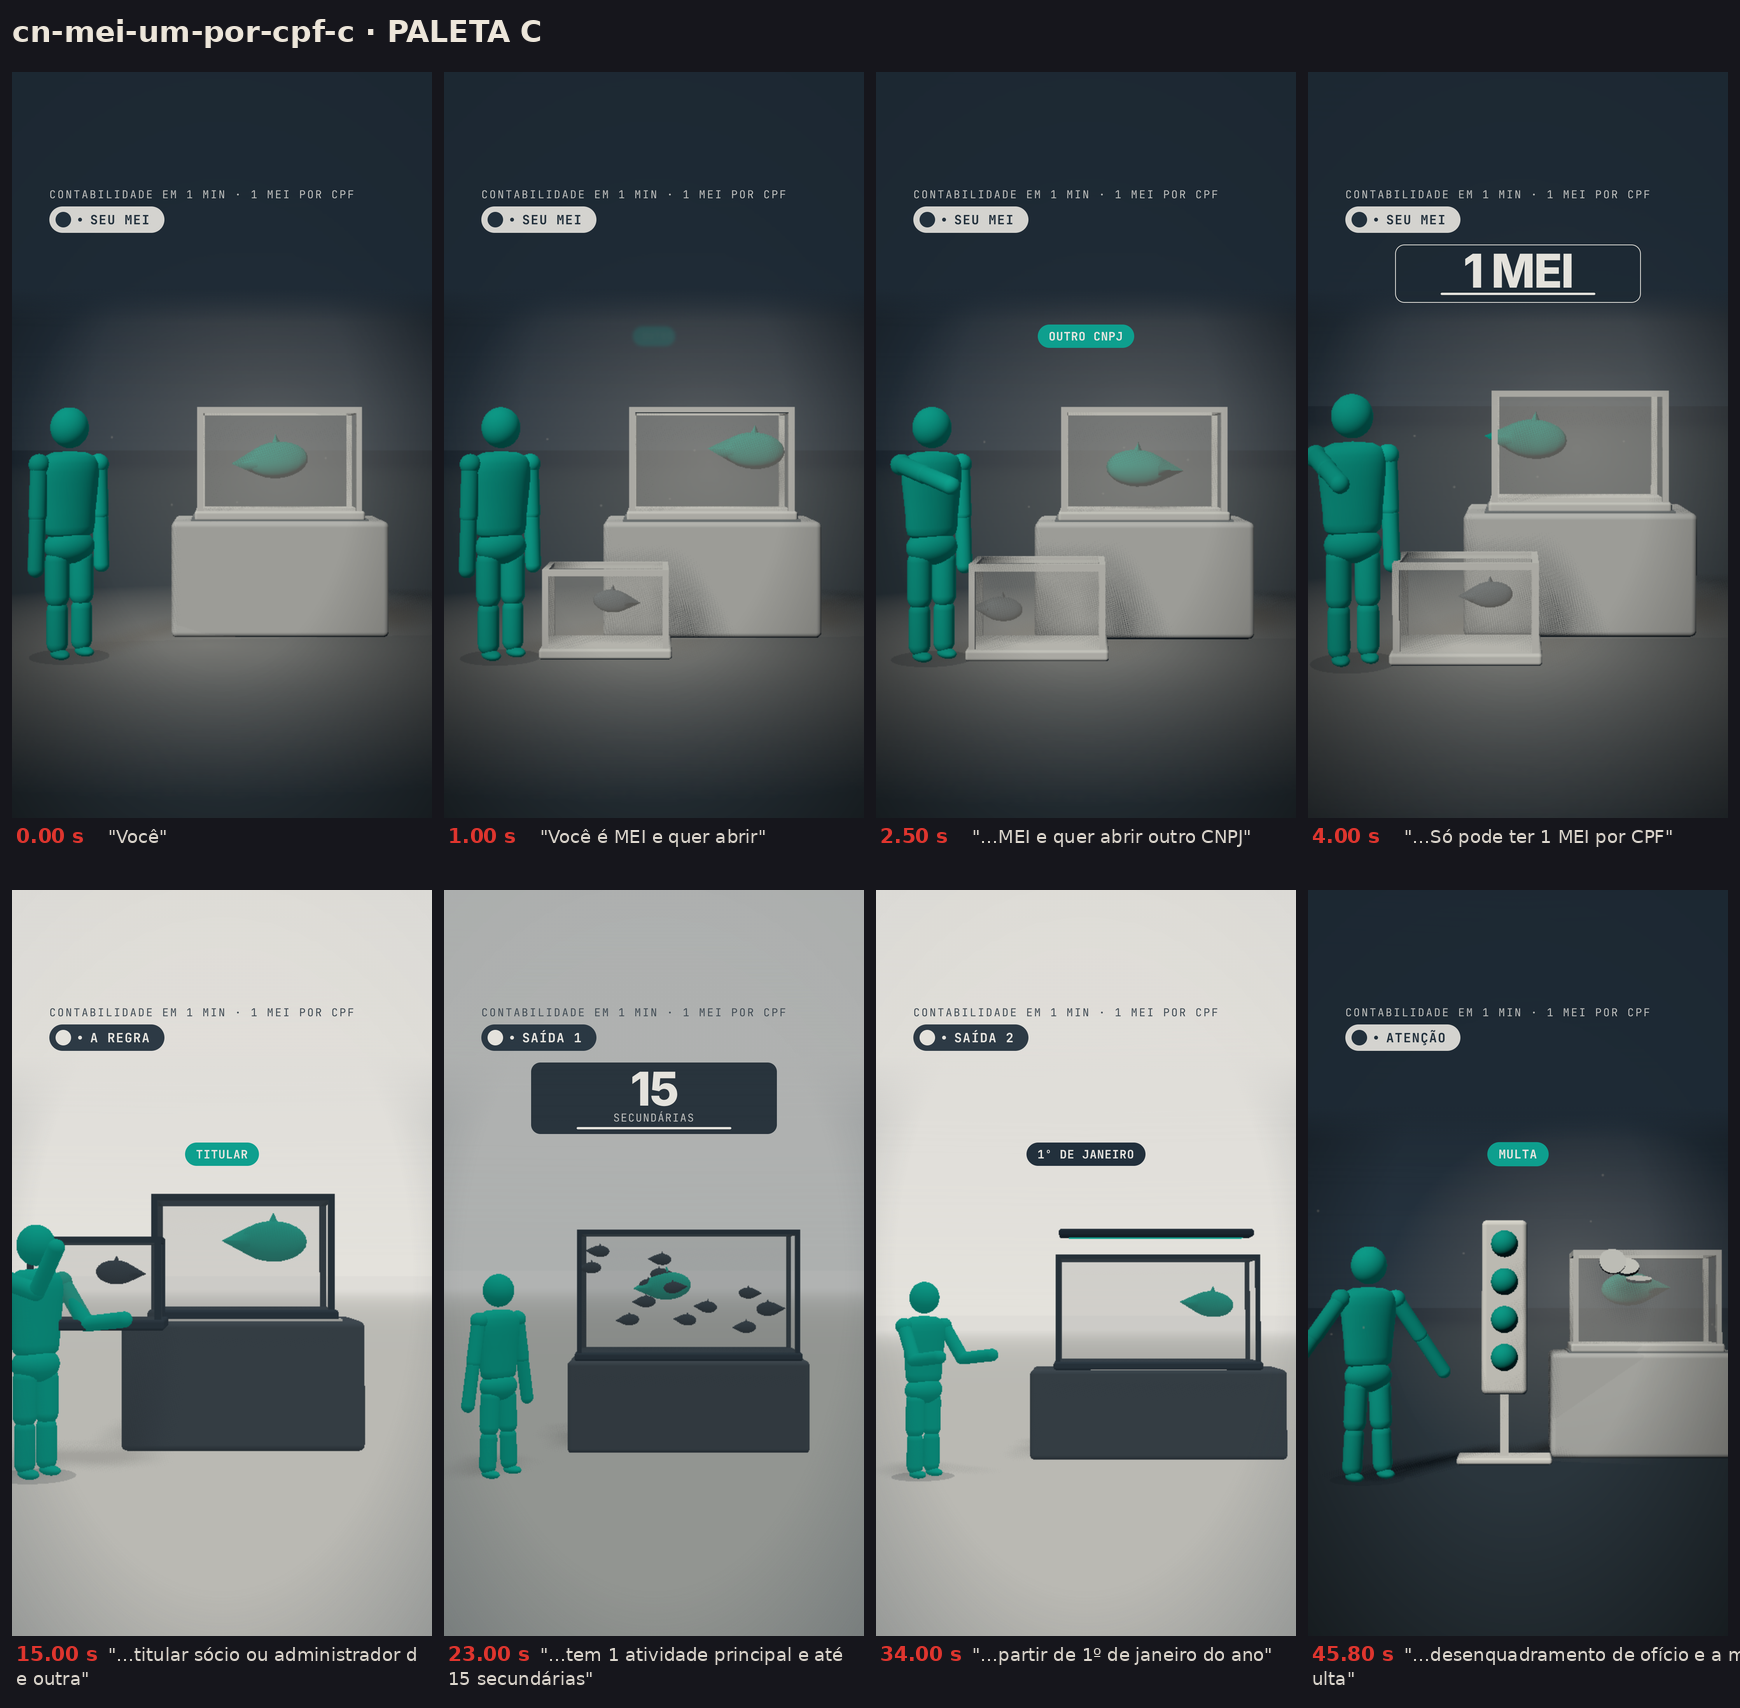 cn-mei-um-por-cpf-c · PALETA C
CONTABILIDADE EM 1 MIN · 1 MEI POR CPF
• SEU MEI
CONTABILIDADE EM 1 MIN · 1 MEI POR CPF
• SEU MEI
CONTABILIDADE EM 1 MIN · 1 MEI POR CPF
• SEU MEI
OUTRO CNPJ
CONTABILIDADE EM 1 MIN · 1 MEI POR CPF
• SEU MEI
1 MEI
0.00 s "Você"
1.00 s "Você é MEI e quer abrir"
2.50 s "...MEI e quer abrir outro CNPJ"
4.00 s "...Só pode ter 1 MEI por CPF"
CONTABILIDADE EM 1 MIN · 1 MEI POR CPF
• A REGRA
TITULAR
CONTABILIDADE EM 1 MIN · 1 MEI POR CPF
• SAÍDA 1
15
SECUNDÁRIAS
CONTABILIDADE EM 1 MIN · 1 MEI POR CPF
• SAÍDA 2
1° DE JANEIRO
CONTABILIDADE EM 1 MIN · 1 MEI POR CPF
• ATENÇÃO
MULTA
15.00 s "...titular sócio ou administrador d
e outra"
23.00 s "...tem 1 atividade principal e até
15 secundárias"
34.00 s "...partir de 1º de janeiro do ano"
45.80 s "...desenquadramento de ofício e a m
ulta"